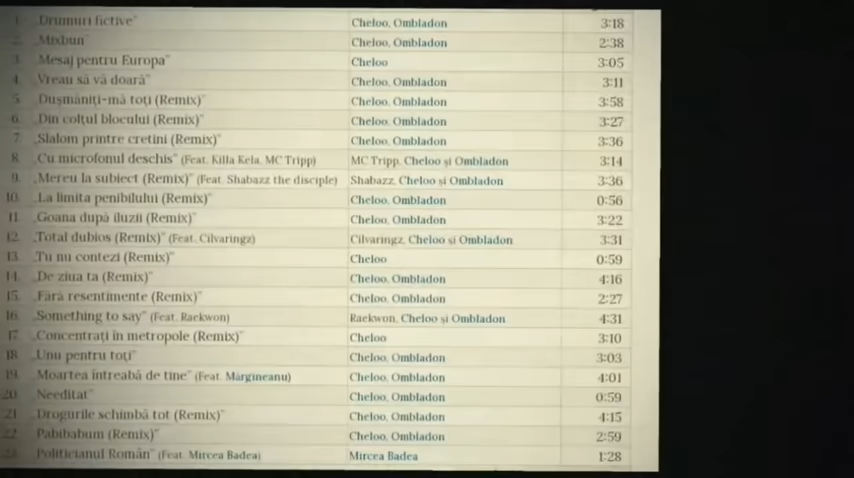 1. „Drumuri fictive” Cheloo, Ombladon 3:18
2. „Mixbun” Cheloo, Ombladon 2:38
3. „Mesaj pentru Europa” Cheloo 3:05
4. „Vreau să vă doară” Cheloo, Ombladon 3:11
5. „Dușmăniți-mă toți (Remix)” Cheloo, Ombladon 3:58
6. „Din colțul blocului (Remix)” Cheloo, Ombladon 3:27
7. „Slalom printre cretini (Remix)” Cheloo, Ombladon 3:36
8. „Cu microfonul deschis” (Feat. Killa Kela, MC Tripp) MC Tripp, Cheloo și Ombladon 3:14
9. „Mereu la subiect (Remix)” (Feat. Shabazz the disciple) Shabazz, Cheloo și Ombladon 3:36
10. „La limita penibilului (Remix)” Cheloo, Ombladon 0:56
11. „Goana după iluzii (Remix)” Cheloo, Ombladon 3:22
12. „Total dubios (Remix)” (Feat. Cilvaringz) Cilvaringz, Cheloo și Ombladon 3:31
13. „Tu nu contezi (Remix)” Cheloo 0:59
14. „De ziua ta (Remix)” Cheloo, Ombladon 4:16
15. „Fără resentimente (Remix)” Cheloo, Ombladon 2:27
16. „Something to say” (Feat. Raekwon) Raekwon, Cheloo și Ombladon 4:31
17. „Concentrați în metropole (Remix)” Cheloo 3:10
18. „Unu pentru toți” Cheloo, Ombladon 3:03
19. „Moartea întreabă de tine” (Feat. Mărgineanu) Cheloo, Ombladon 4:01
20. „Needitat” Cheloo, Ombladon 0:59
21. „Drogurile schimbă tot (Remix)” Cheloo, Ombladon 4:15
22. „Pabibabum (Remix)” Cheloo, Ombladon 2:59
23. „Politicianul Român” (Feat. Mircea Badea) Mircea Badea 1:28